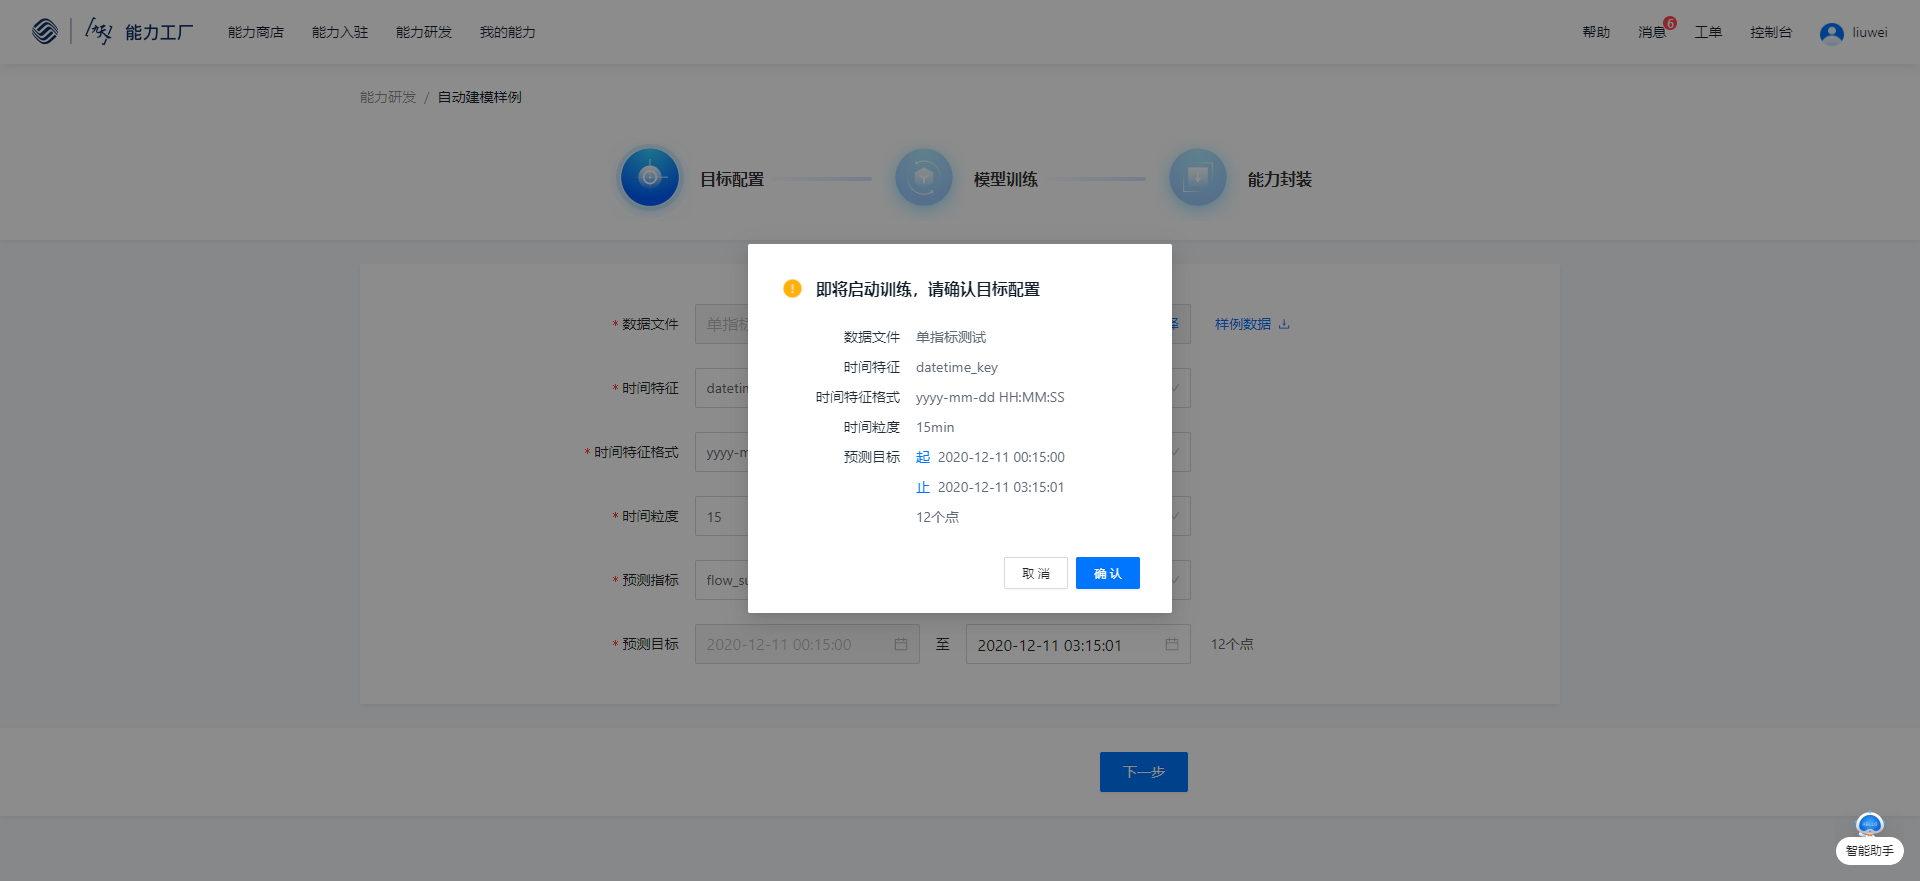 能力工厂 能力商店 能力入驻 能力研发 我的能力 帮助 消息 6 工单 控制台 liuwei
能力研发 / 自动建模样例
目标配置 模型训练 能力封装
即将启动训练，请确认目标配置
数据文件 单指标测试
时间特征 datetime_key
时间特征格式 yyyy-mm-dd HH:MM:SS
时间粒度 15min
预测目标 起 2020-12-11 00:15:00
止 2020-12-11 03:15:01
12个点
取 消 确 认
* 数据文件 单指标 样例数据
* 时间特征 datetim
* 时间特征格式 yyyy-m
* 时间粒度 15
* 预测指标 flow_su
* 预测目标 2020-12-11 00:15:00 至 2020-12-11 03:15:01 12个点
下一步
智能助手